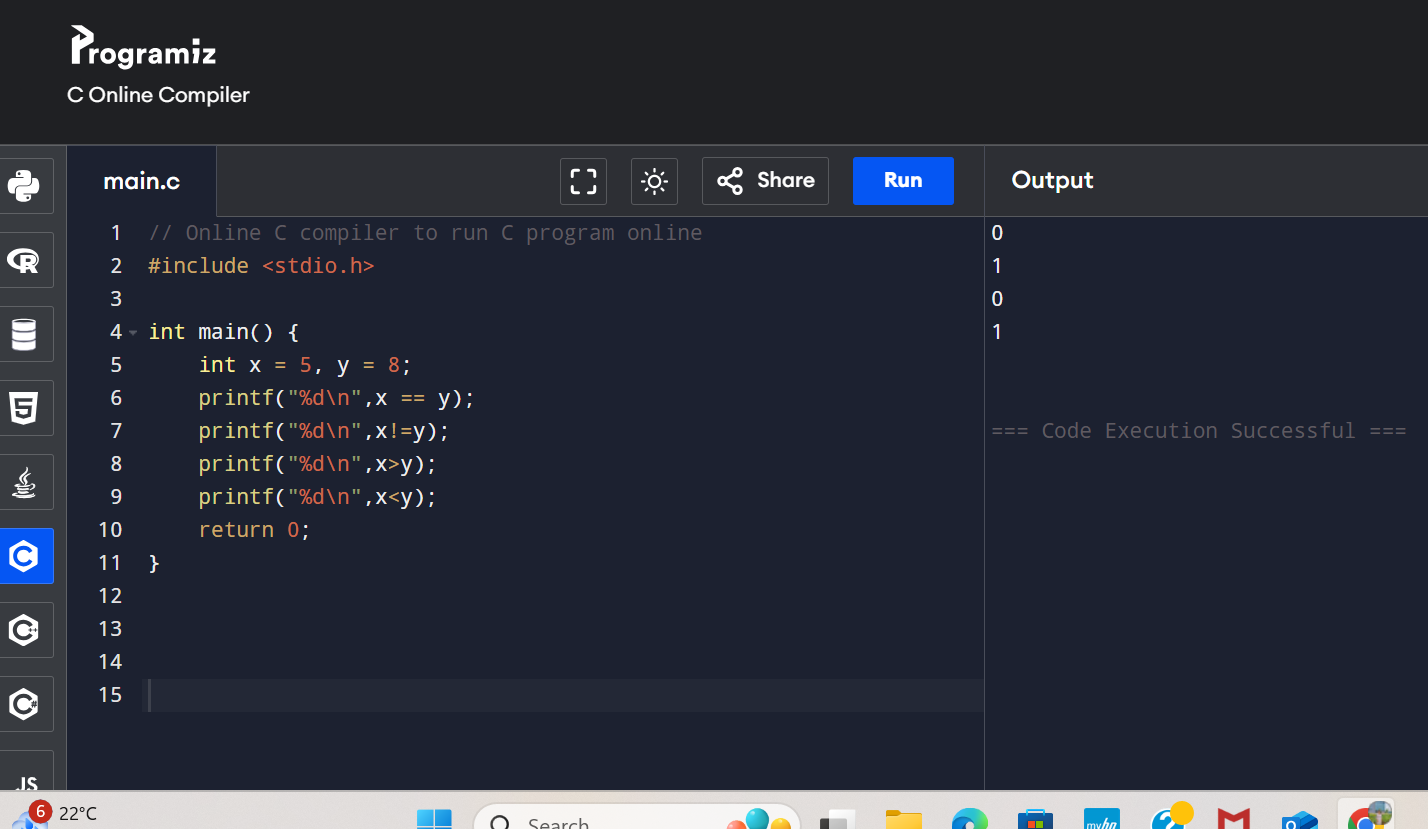 Programiz
C Online Compiler
main.c
Share
Run
Output
1 // Online C compiler to run C program online
2 #include <stdio.h>
3
4 int main() {
5     int x = 5, y = 8;
6     printf("%d\n",x == y);
7     printf("%d\n",x!=y);
8     printf("%d\n",x>y);
9     printf("%d\n",x<y);
10     return 0;
11 }
12
13
14
15
0
1
0
1
=== Code Execution Successful ===
R
5
C
C++
C#
JS
6
22°C
Search
myhp
?